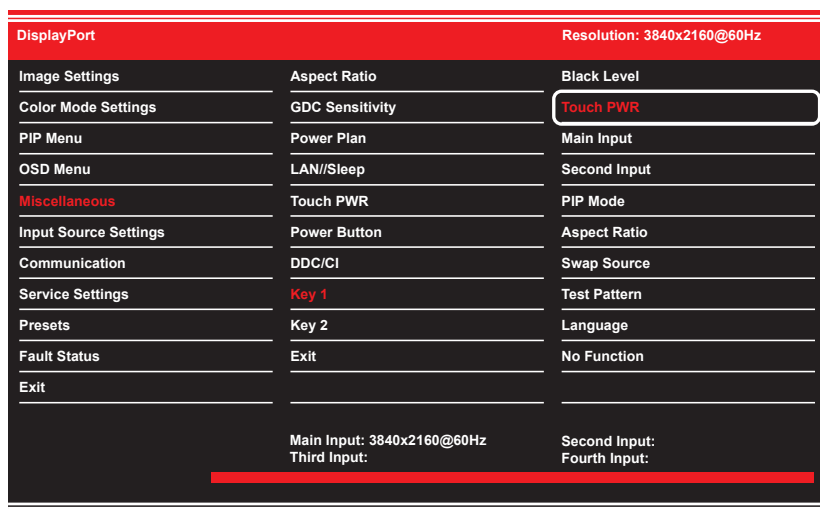 DisplayPort Resolution: 3840x2160@60Hz
Image Settings Aspect Ratio Black Level
Color Mode Settings GDC Sensitivity Touch PWR
PIP Menu Power Plan Main Input
OSD Menu LAN//Sleep Second Input
Miscellaneous Touch PWR PIP Mode
Input Source Settings Power Button Aspect Ratio
Communication DDC/CI Swap Source
Service Settings Key 1 Test Pattern
Presets Key 2 Language
Fault Status Exit No Function
Exit
Main Input: 3840x2160@60Hz Second Input:
Third Input: Fourth Input: